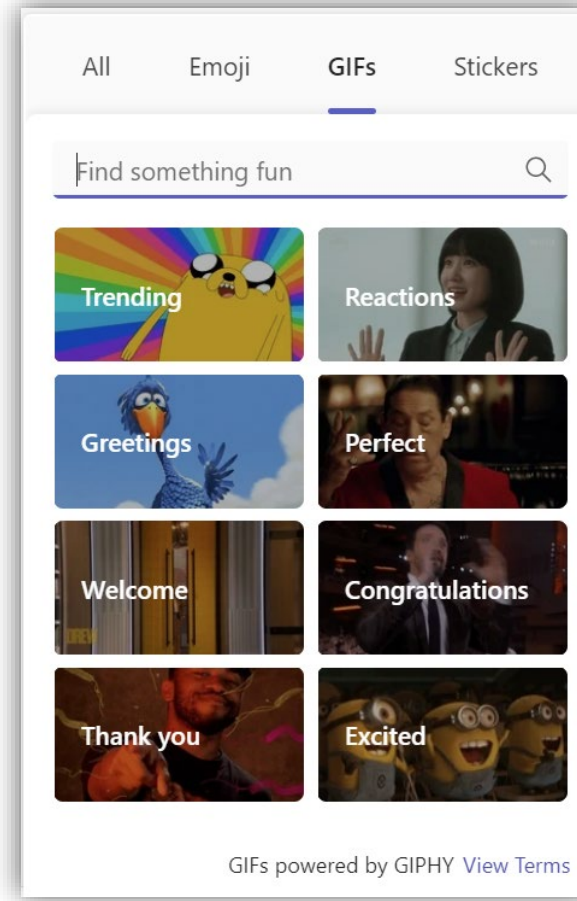 All Emoji GIFs Stickers
Find something fun
Trending Reactions
Greetings Perfect
Welcome Congratulations
DREW
Thank you Excited
GIFs powered by GIPHY View Terms